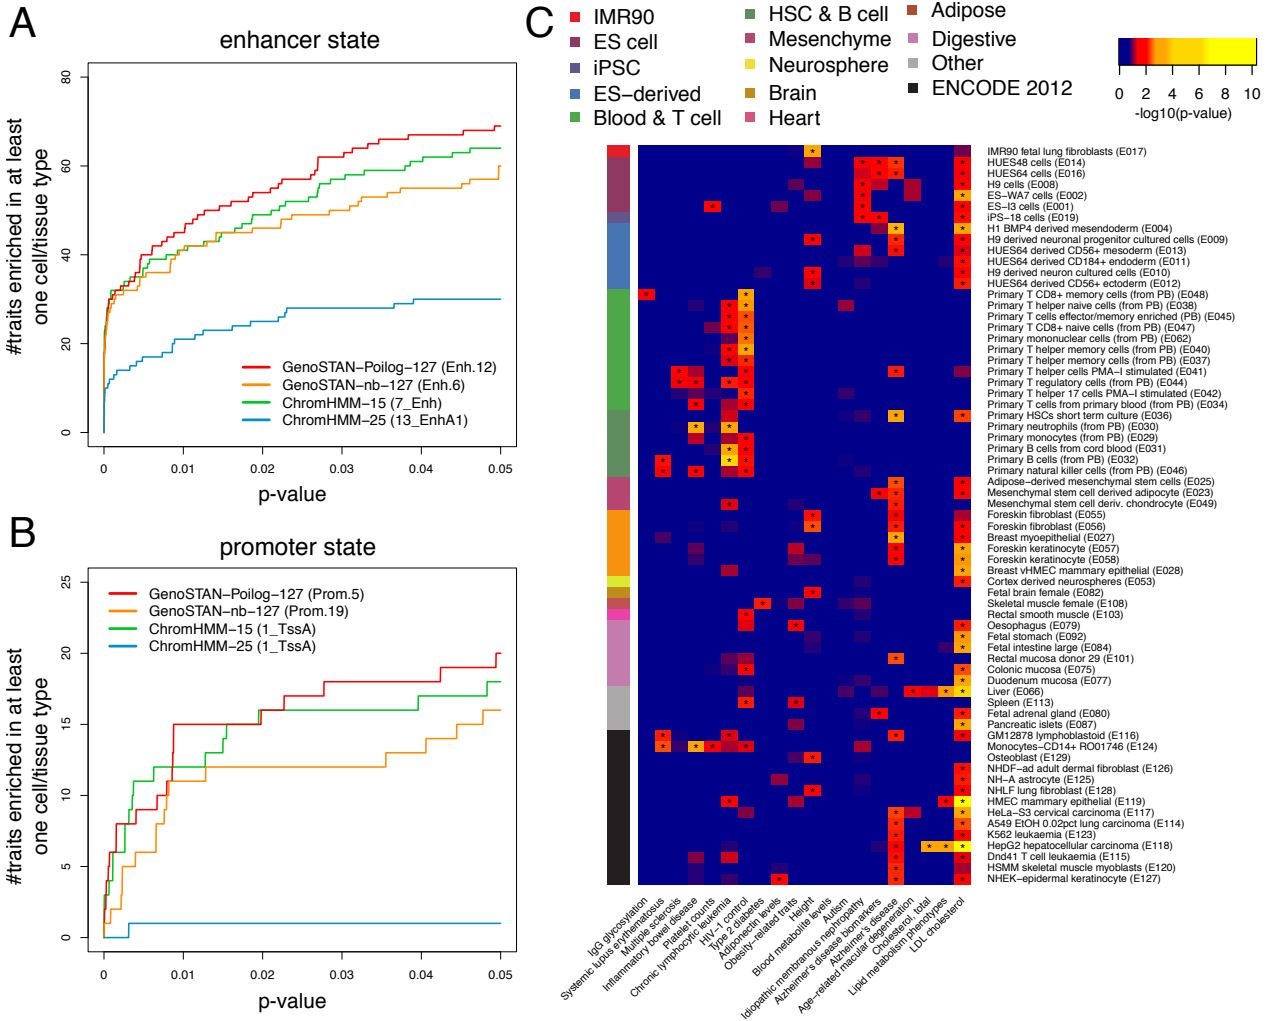 A
enhancer state
#traits enriched in at least
one cell/tissue type
80
60
40
20
0
GenoSTAN-Poilog-127 (Enh.12)
GenoSTAN-nb-127 (Enh.6)
ChromHMM-15 (7_Enh)
ChromHMM-25 (13_EnhA1)
0 0.01 0.02 0.03 0.04 0.05
p-value
B
promoter state
#traits enriched in at least
one cell/tissue type
25
20
15
10
5
0
GenoSTAN-Poilog-127 (Prom.5)
GenoSTAN-nb-127 (Prom.19)
ChromHMM-15 (1_TssA)
ChromHMM-25 (1_TssA)
0 0.01 0.02 0.03 0.04 0.05
p-value
C
IMR90
ES cell
iPSC
ES-derived
Blood & T cell
HSC & B cell
Mesenchyme
Neurosphere
Brain
Heart
Adipose
Digestive
Other
ENCODE 2012
0 2 4 6 8 10
-log10(p-value)
IMR90 fetal lung fibroblasts (E017)
HUES48 cells (E014)
HUES64 cells (E016)
H9 cells (E008)
ES-WA7 cells (E002)
ES-I3 cells (E001)
iPS-18 cells (E019)
H1 BMP4 derived mesendoderm (E004)
H9 derived neuronal progenitor cultured cells (E009)
HUES64 derived CD56+ mesoderm (E013)
HUES64 derived CD184+ endoderm (E011)
H9 derived neuron cultured cells (E010)
HUES64 derived CD56+ ectoderm (E012)
Primary T CD8+ memory cells (from PB) (E048)
Primary T helper naive cells (from PB) (E038)
Primary T cells effector/memory enriched (PB) (E045)
Primary T CD8+ naive cells (from PB) (E047)
Primary mononuclear cells (from PB) (E062)
Primary T helper memory cells (from PB) (E040)
Primary T helper memory cells (from PB) (E037)
Primary T helper cells PMA-I stimulated (E041)
Primary T regulatory cells (from PB) (E044)
Primary T helper 17 cells PMA-I stimulated (E042)
Primary T cells from primary blood (from PB) (E034)
Primary HSCs short term culture (E036)
Primary neutrophils (from PB) (E030)
Primary monocytes (from PB) (E029)
Primary B cells from cord blood (E031)
Primary B cells (from PB) (E032)
Primary natural killer cells (from PB) (E046)
Adipose-derived mesenchymal stem cells (E025)
Mesenchymal stem cell derived adipocyte (E023)
Mesenchymal stem cell deriv. chondrocyte (E049)
Foreskin fibroblast (E055)
Foreskin fibroblast (E056)
Breast myoepithelial (E027)
Foreskin keratinocyte (E057)
Foreskin keratinocyte (E058)
Breast vHMEC mammary epithelial (E028)
Cortex derived neurospheres (E053)
Fetal brain female (E082)
Skeletal muscle female (E108)
Rectal smooth muscle (E103)
Oesophagus (E079)
Fetal stomach (E092)
Fetal intestine large (E084)
Rectal mucosa donor 29 (E101)
Colonic mucosa (E075)
Duodenum mucosa (E077)
Liver (E066)
Spleen (E113)
Fetal adrenal gland (E080)
Pancreatic islets (E087)
GM12878 lymphoblastoid (E116)
Monocytes-CD14+ RO01746 (E124)
Osteoblast (E129)
NHDF-ad adult dermal fibroblast (E126)
NH-A astrocyte (E125)
NHLF lung fibroblast (E128)
HMEC mammary epithelial (E119)
HeLa-S3 cervical carcinoma (E117)
A549 EtOH 0.02pct lung carcinoma (E114)
K562 leukaemia (E123)
HepG2 hepatocellular carcinoma (E118)
Dnd41 T cell leukaemia (E115)
HSMM skeletal muscle myoblasts (E120)
NHEK-epidermal keratinocyte (E127)
IgG glycosylation
Systemic lupus erythematosus
Multiple sclerosis
Inflammatory bowel disease
Platelet counts
Chronic lymphocytic leukemia
HIV-1 control
Type 2 diabetes
Adiponectin levels
Obesity-related traits
Height
Blood metabolite levels
Autism
Idiopathic membranous nephropathy
Alzheimer's disease biomarkers
Alzheimer's disease
Age-related macular degeneration
Cholesterol, total
Lipid metabolism phenotypes
LDL cholesterol